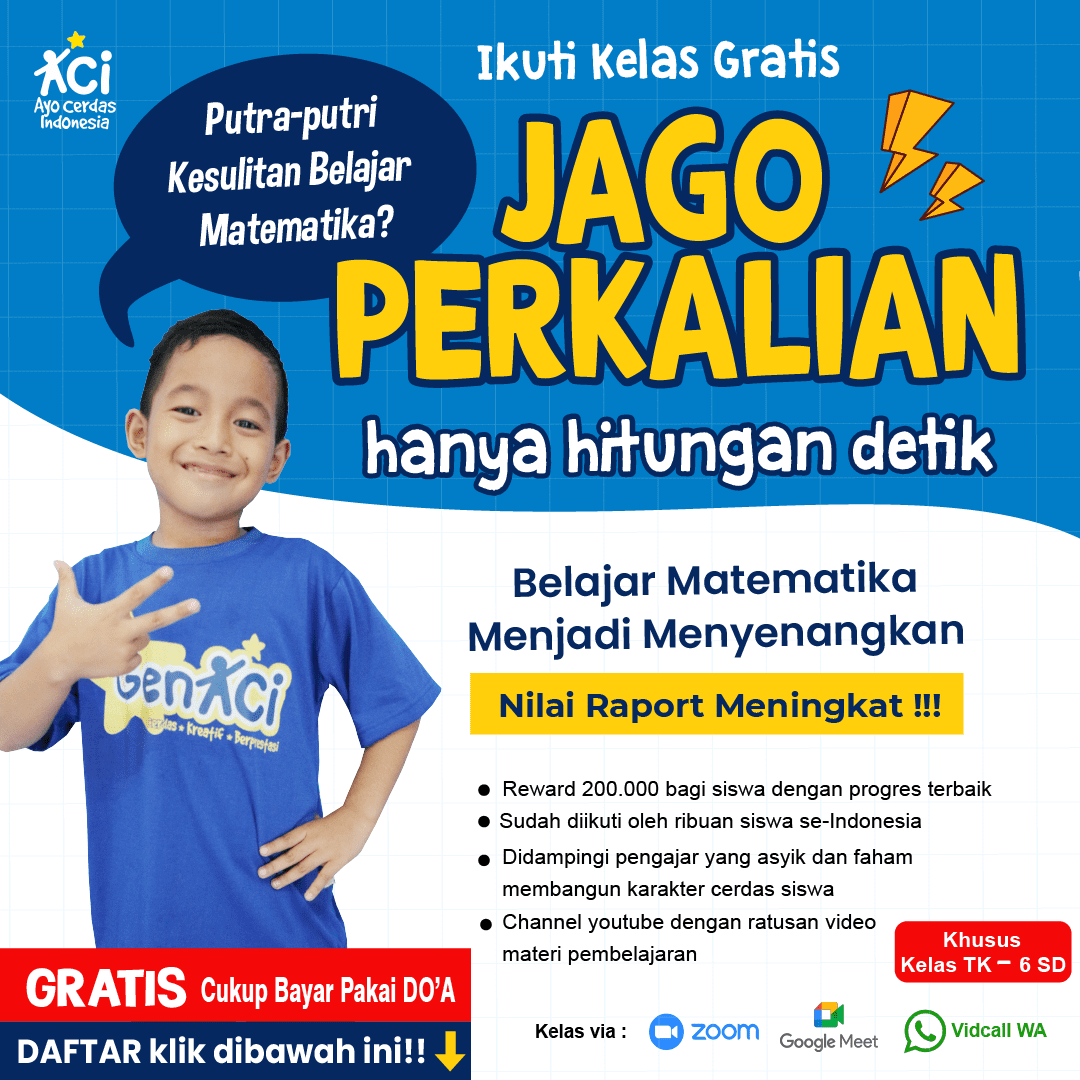 ACi
Ayo Cerdas
Indonesia
Putra-putri
Kesulitan Belajar
Matematika?
Ikuti Kelas Gratis
JAGO
PERKALIAN
hanya hitungan detik
GenACi
Cerdas ★ Kreatif ★ Berprestasi
Belajar Matematika
Menjadi Menyenangkan
Nilai Raport Meningkat !!!
● Reward 200.000 bagi siswa dengan progres terbaik
● Sudah diikuti oleh ribuan siswa se-Indonesia
● Didampingi pengajar yang asyik dan faham
membangun karakter cerdas siswa
● Channel youtube dengan ratusan video
materi pembelajaran
Khusus
Kelas TK – 6 SD
GRATIS Cukup Bayar Pakai DO'A
DAFTAR klik dibawah ini!!
Kelas via : zoom Google Meet Vidcall WA